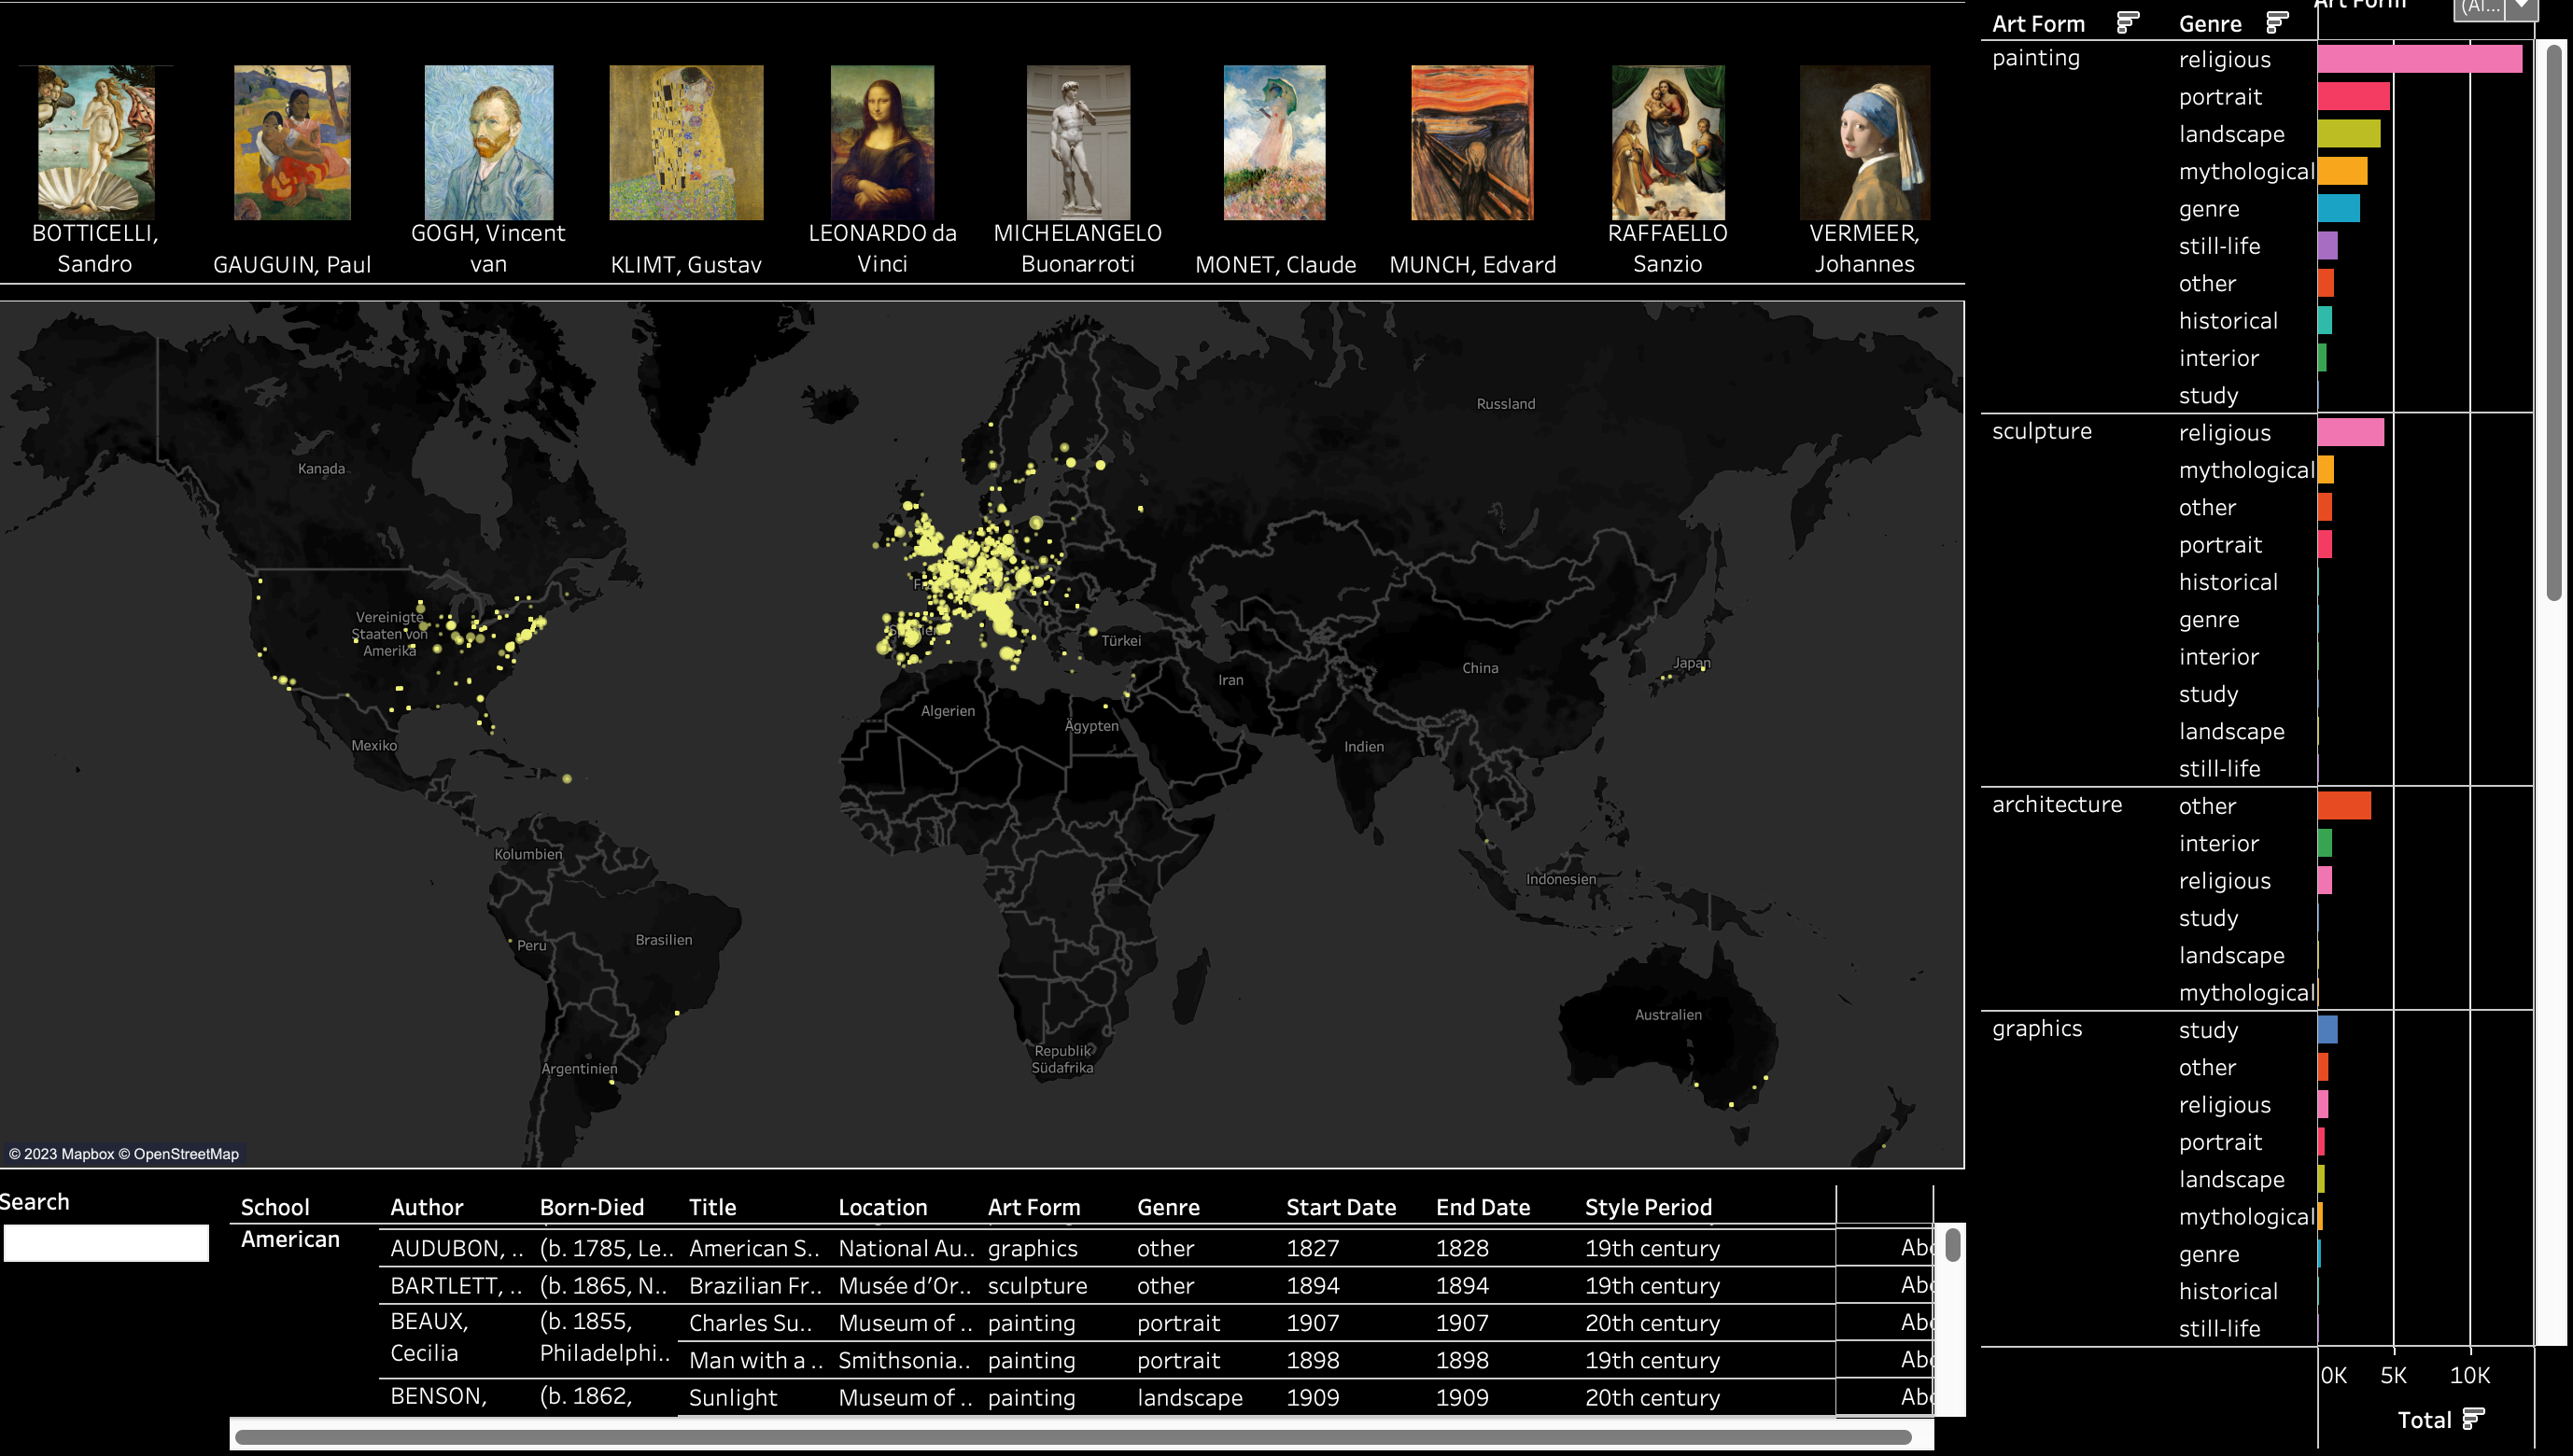 BOTTICELLI,
Sandro
GAUGUIN, Paul
GOGH, Vincent
van
KLIMT, Gustav
LEONARDO da
Vinci
MICHELANGELO
Buonarroti
MONET, Claude
MUNCH, Edvard
RAFFAELLO
Sanzio
VERMEER,
Johannes
Russland
Kanada
Vereinigte
Staaten von
Amerika
Türkei
Japan
China
Iran
Algerien
Ägypten
Mexiko
Indien
Kolumbien
Indonesien
Peru
Brasilien
Australien
Republik
Südafrika
Argentinien
© 2023 Mapbox © OpenStreetMap
Search
School Author Born-Died Title Location Art Form Genre Start Date End Date Style Period
American
AUDUBON, .. (b. 1785, Le.. American S.. National Au.. graphics other 1827 1828 19th century
BARTLETT, .. (b. 1865, N.. Brazilian Fr.. Musée d’Or.. sculpture other 1894 1894 19th century
BEAUX, (b. 1855, Charles Su.. Museum of .. painting portrait 1907 1907 20th century
Cecilia Philadelphi.. Man with a .. Smithsonia.. painting portrait 1898 1898 19th century
BENSON, (b. 1862, Sunlight Museum of .. painting landscape 1909 1909 20th century
Art Form (Al...
Art Form Genre
painting religious
portrait
landscape
mythological
genre
still-life
other
historical
interior
study
sculpture religious
mythological
other
portrait
historical
genre
interior
study
landscape
still-life
architecture other
interior
religious
study
landscape
mythological
graphics study
other
religious
portrait
landscape
mythological
genre
historical
still-life
0K 5K 10K
Total